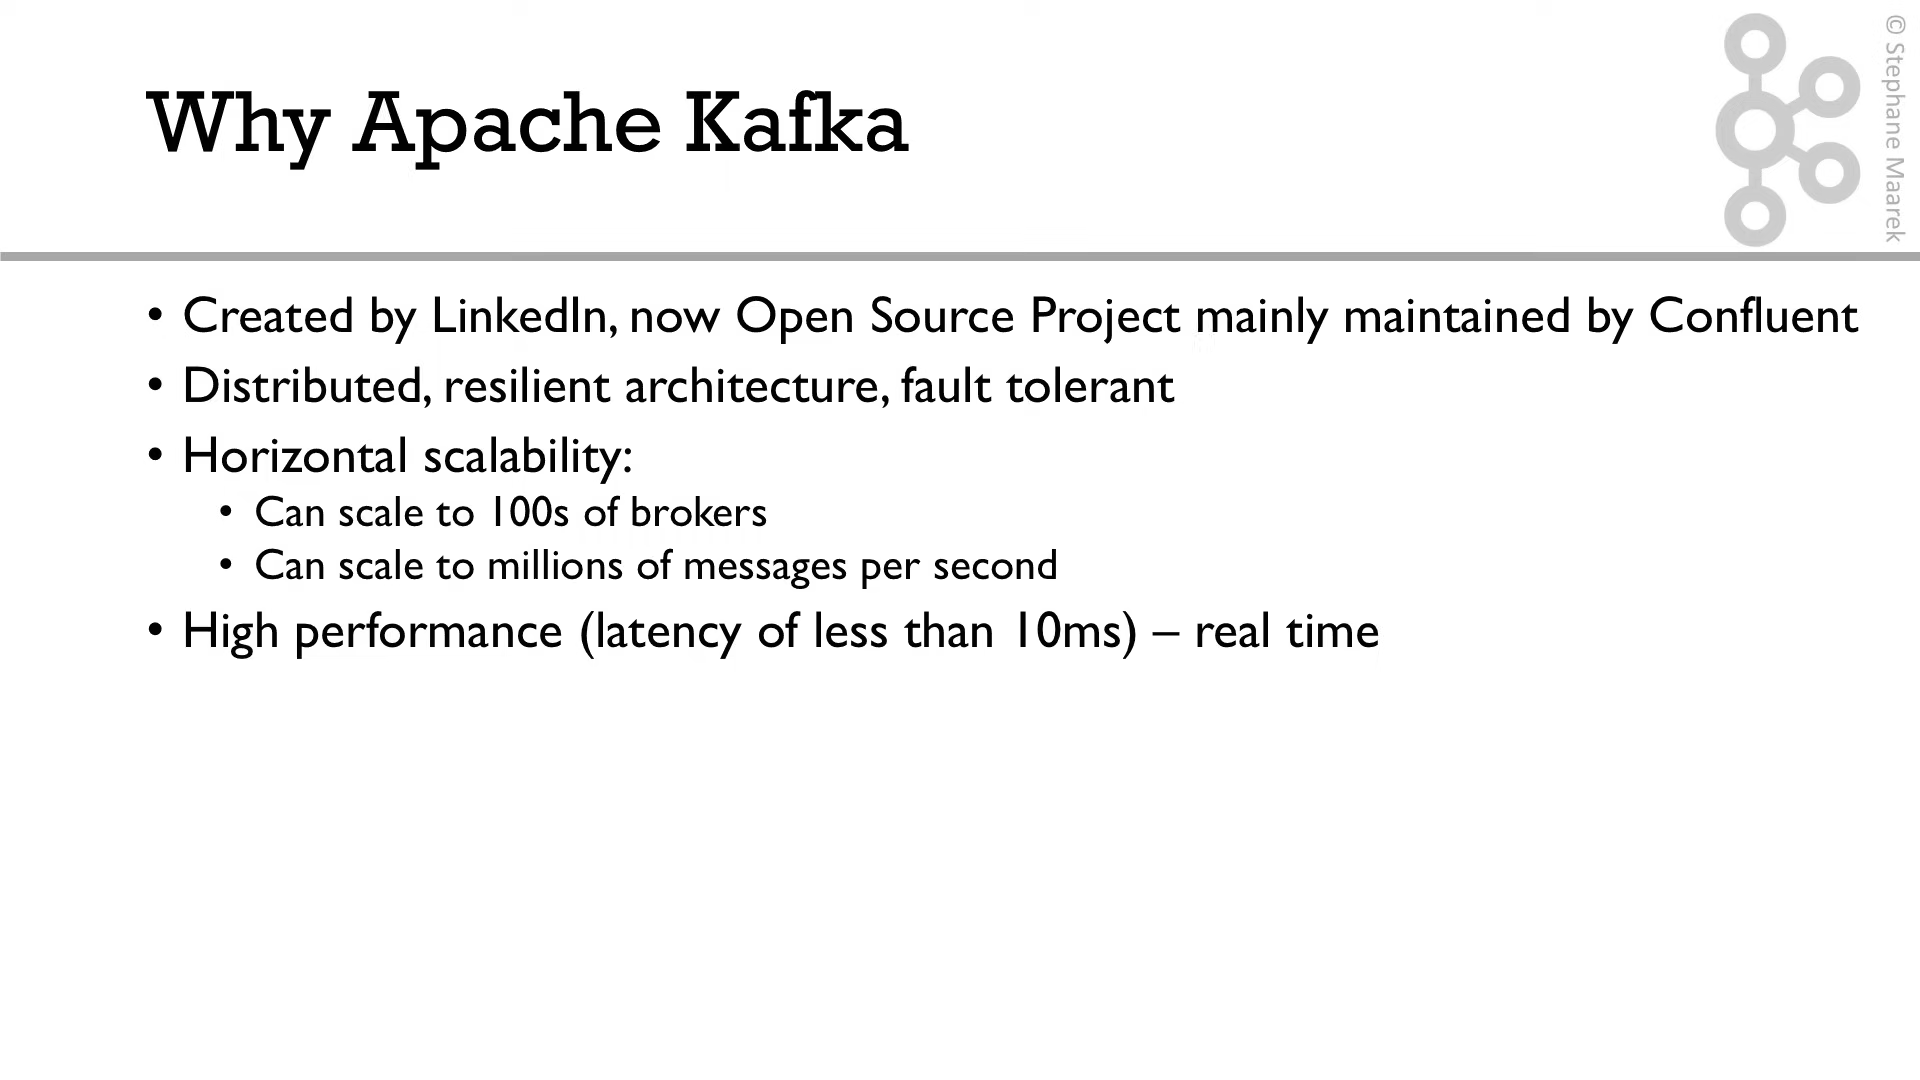 Why Apache Kafka
© Stephane Maarek
• Created by LinkedIn, now Open Source Project mainly maintained by Confluent
• Distributed, resilient architecture, fault tolerant
• Horizontal scalability:
• Can scale to 100s of brokers
• Can scale to millions of messages per second
• High performance (latency of less than 10ms) – real time